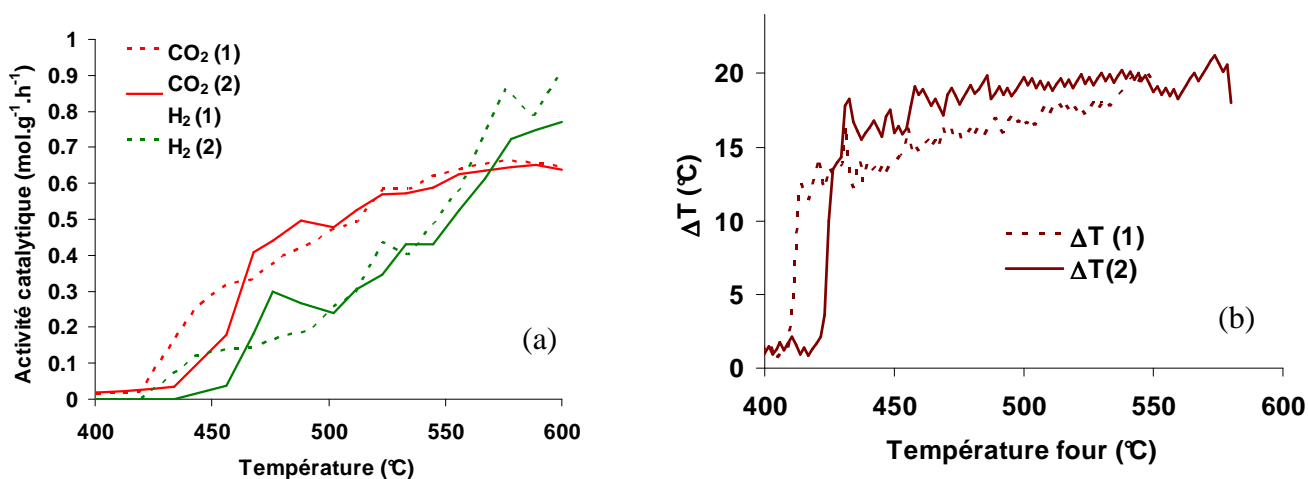 1
0.9
0.8
0.7
0.6
0.5
0.4
0.3
0.2
0.1
0
Activité catalytique (mol.g⁻¹.h⁻¹)
CO₂ (1)
CO₂ (2)
H₂ (1)
H₂ (2)
(a)
400 450 500 550 600
Température (°C)
20
15
10
5
0
ΔT (°C)
ΔT (1)
ΔT(2)
(b)
400 450 500 550 600
Température four (°C)